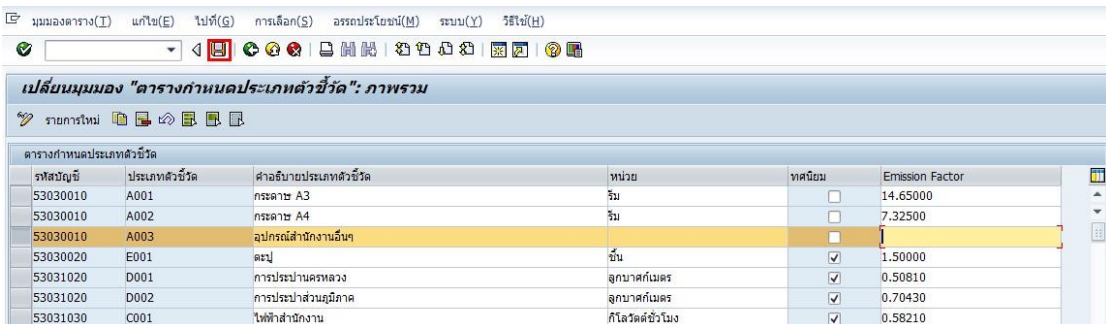 มุมมองตาราง(T) แก้ไข(E) ไปที่(G) การเลือก(S) อรรถประโยชน์(M) ระบบ(Y) วิธีใช้(H)
เปลี่ยนมุมมอง "ตารางกำหนดประเภทตัวชี้วัด": ภาพรวม
รายการใหม่
ตารางกำหนดประเภทตัวชี้วัด
รหัสบัญชี ประเภทตัวชี้วัด คำอธิบายประเภทตัวชี้วัด หน่วย ทศนิยม Emission Factor
53030010 A001 กระดาษ A3 รีม 14.65000
53030010 A002 กระดาษ A4 รีม 7.32500
53030010 A003 อุปกรณ์สำนักงานอื่นๆ
53030020 E001 ตะปู ชิ้น 1.50000
53031020 D001 การประปานครหลวง ลูกบาศก์เมตร 0.50810
53031020 D002 การประปาส่วนภูมิภาค ลูกบาศก์เมตร 0.70430
53031030 C001 ไฟฟ้าสำนักงาน กิโลวัตต์ชั่วโมง 0.58210